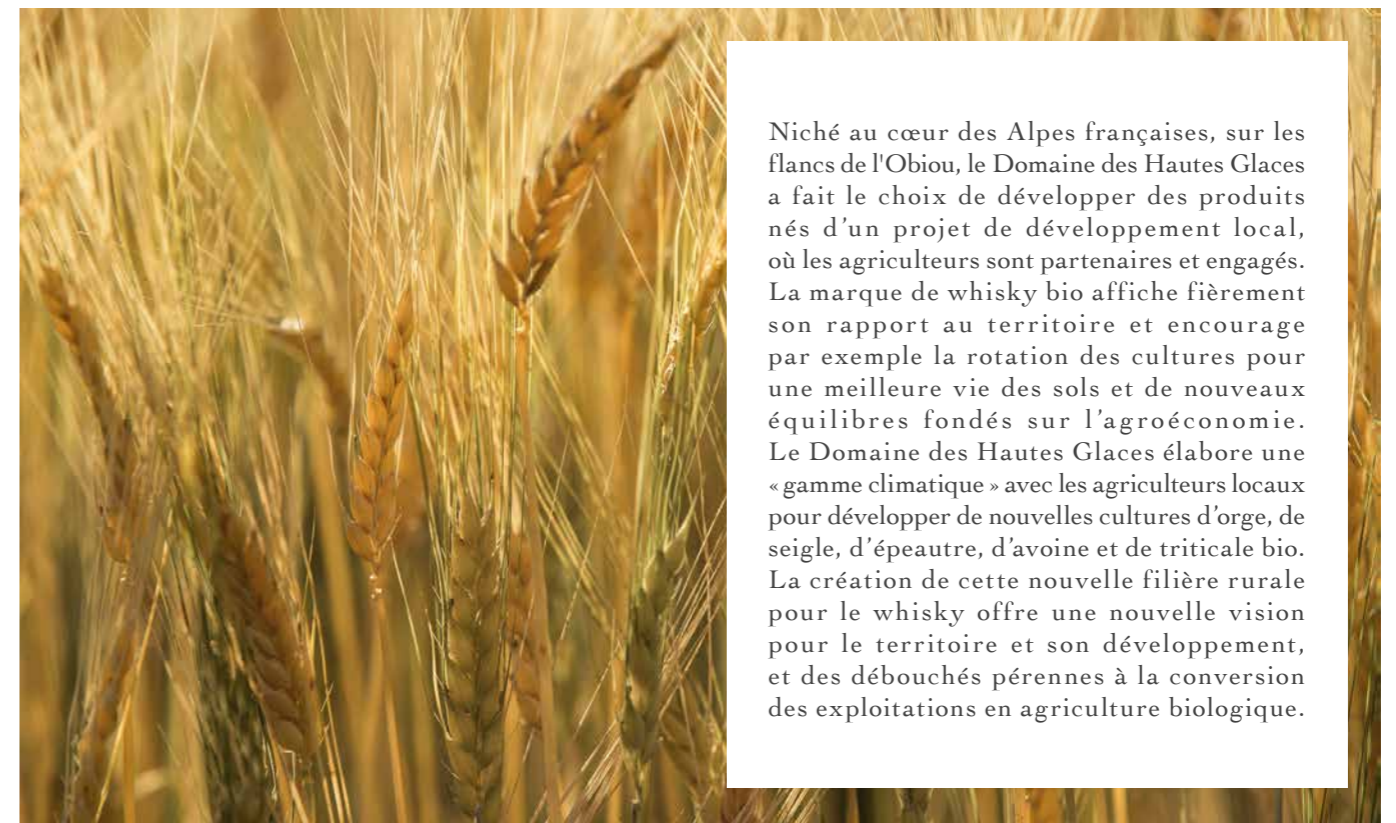 Niché au cœur des Alpes françaises, sur les
flancs de l'Obiou, le Domaine des Hautes Glaces
a fait le choix de développer des produits
nés d’un projet de développement local,
où les agriculteurs sont partenaires et engagés.
La marque de whisky bio affiche fièrement
son rapport au territoire et encourage
par exemple la rotation des cultures pour
une meilleure vie des sols et de nouveaux
équilibres fondés sur l’agroéconomie.
Le Domaine des Hautes Glaces élabore une
« gamme climatique » avec les agriculteurs locaux
pour développer de nouvelles cultures d’orge, de
seigle, d’épeautre, d’avoine et de triticale bio.
La création de cette nouvelle filière rurale
pour le whisky offre une nouvelle vision
pour le territoire et son développement,
et des débouchés pérennes à la conversion
des exploitations en agriculture biologique.